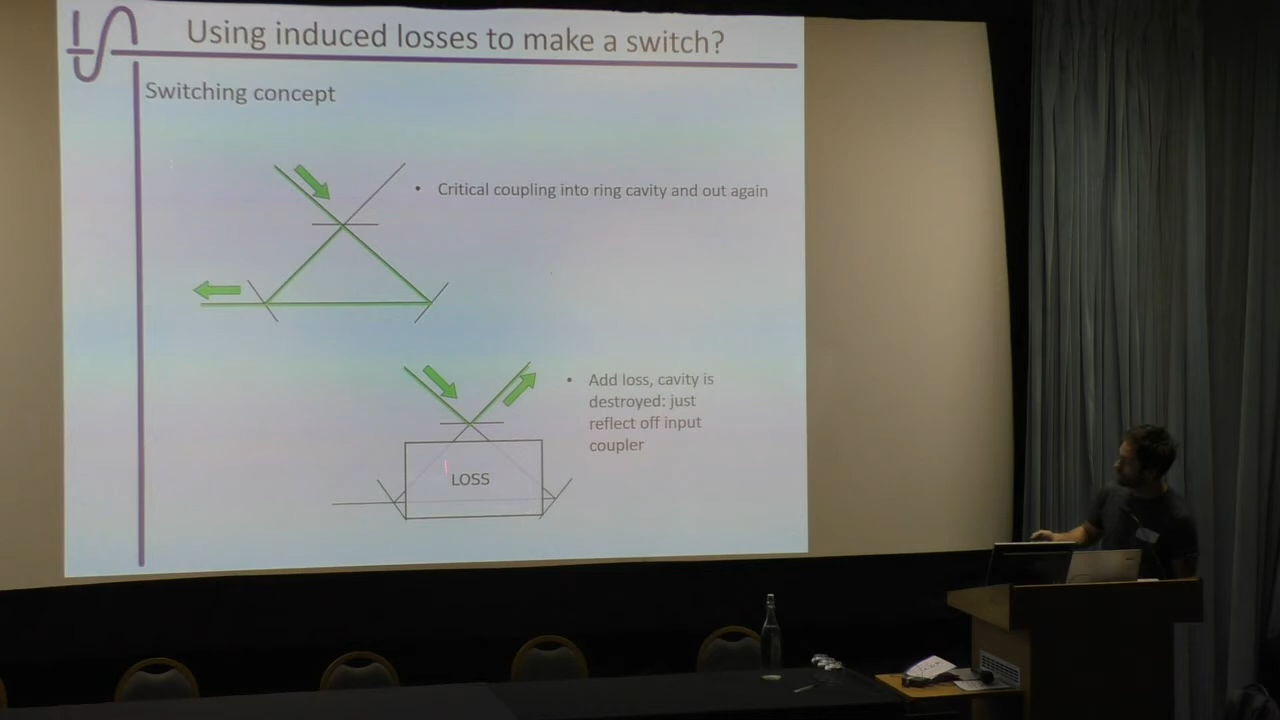 Using induced losses to make a switch?
Switching concept
• Critical coupling into ring cavity and out again
• Add loss, cavity is
destroyed: just
reflect off input
coupler
LOSS